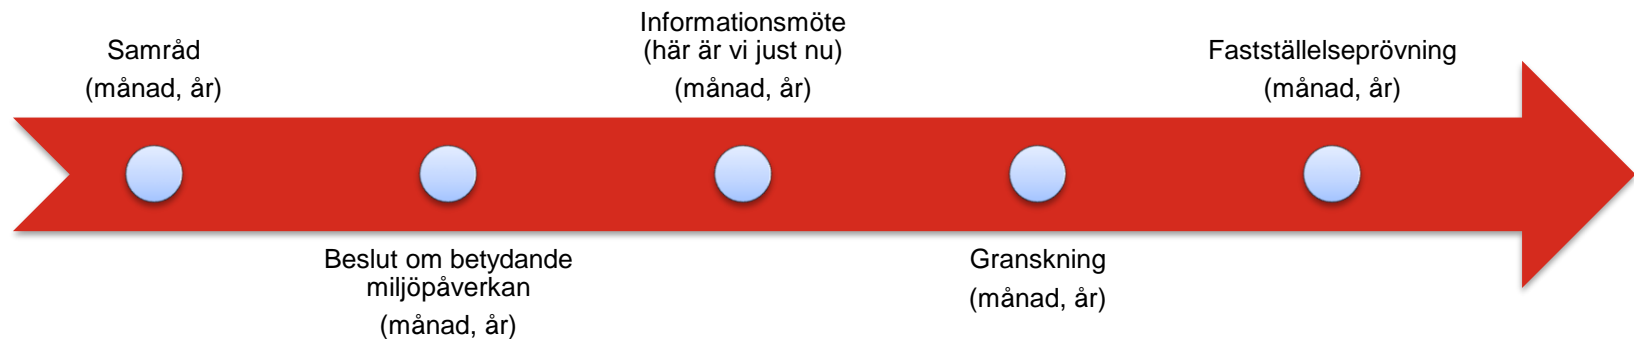 Samråd
(månad, år)
Beslut om betydande
miljöpåverkan
(månad, år)
Informationsmöte
(här är vi just nu)
(månad, år)
Granskning
(månad, år)
Fastställelseprövning
(månad, år)